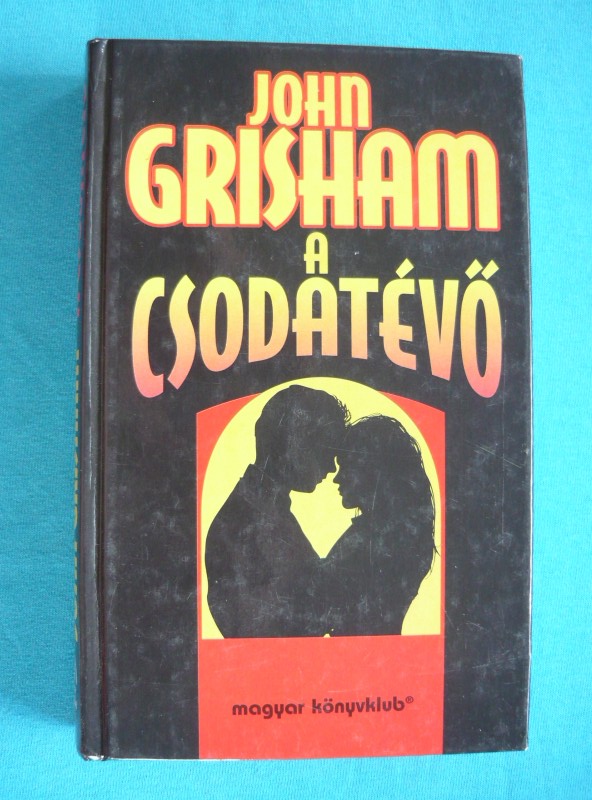 JOHN
GRISHAM
A
CSODATÉVŐ
magyar könyvklub®